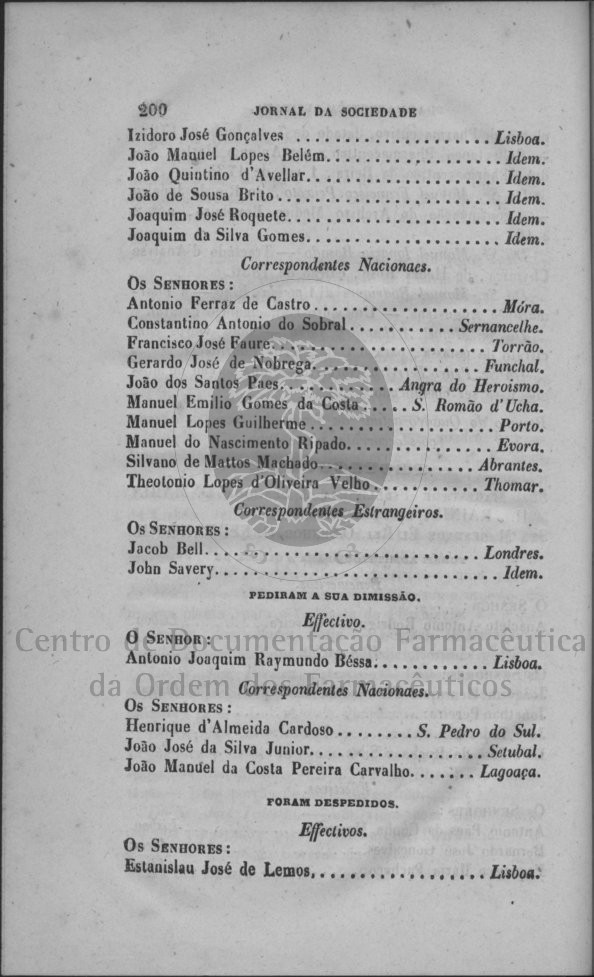 200 JORNAL DA SOCIEDADE
Izidoro José Gonçalves .................... Lisboa.
João Manuel Lopes Belém.................... Idem.
João Quintino d'Avellar.................... Idem.
João de Sousa Brito.................... Idem.
Joaquim José Roquete.................... Idem.
Joaquim da Silva Gomes.................... Idem.
Correspondentes Nacionaes.
Os Senhores:
Antonio Ferraz de Castro................... Móra.
Constantino Antonio do Sobral........... Sernancelhe.
Francisco José Faure...................... Torrão.
Gerardo José de Nobrega................. Funchal.
João dos Santos Paes............ Angra do Heroismo.
Manuel Emilio Gomes da Costa..... S. Romão d'Ucha.
Manuel Lopes Guilherme................... Porto.
Manuel do Nascimento Ripado............... Evora.
Silvano de Mattos Machado................ Abrantes.
Theotonio Lopes d'Oliveira Velho........... Thomar.
Correspondentes Estrangeiros.
Os Senhores:
Jacob Bell............................ Londres.
John Savery............................. Idem.
PEDIRAM A SUA DIMISSÃO.
Effectivo.
O Senhor:
Centro de Documentação Farmacêutica
Antonio Joaquim Raymundo Béssa............ Lisboa.
da Ordem dos Farmacêuticos
Correspondentes Nacionaes.
Os Senhores:
Henrique d'Almeida Cardoso........ S. Pedro do Sul.
João José da Silva Junior.................. Setubal.
João Manuel da Costa Pereira Carvalho....... Lagoaça.
FORAM DESPEDIDOS.
Effectivos.
Os Senhores:
Estanislau José de Lemos.................. Lisboa.